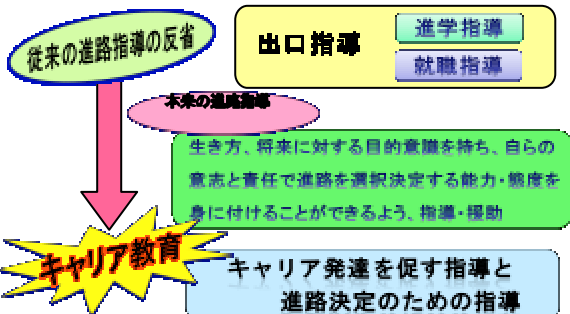 従来の進路指導の反省
出口指導
進学指導
就職指導
本来の進路指導
生き方、将来に対する目的意識を持ち、自らの
意志と責任で進路を選択決定する能力・態度を
身に付けることができるよう、指導・援助
キャリア教育
キャリア発達を促す指導と
進路決定のための指導